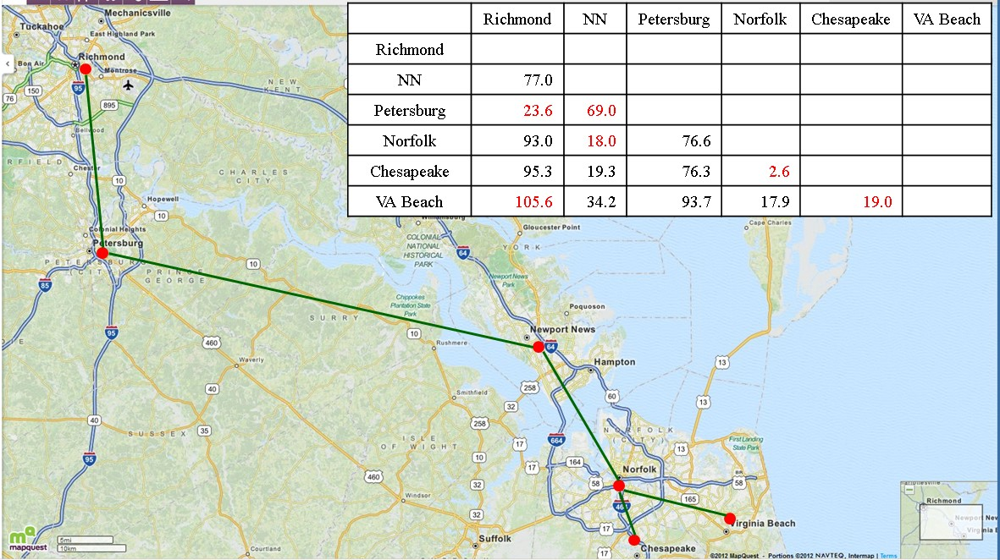 Richmond NN Petersburg Norfolk Chesapeake VA Beach
Richmond
NN 77.0
Petersburg 23.6 69.0
Norfolk 93.0 18.0 76.6
Chesapeake 95.3 19.3 76.3 2.6
VA Beach 105.6 34.2 93.7 17.9 19.0
Mechanicsville
Tuckahoe
East Highland Park
Richmond
Bon Air
Montrose
95
NEW
KENT
150
76
895
Bellwood
RFIELD
Chester
CHARLES
CITY
10
Hopewell
10
Colonial Heights
Petersburg
PETERSBURG
CITY
PRINCE
GEORGE
10
85
95
460
Waverly
40
40
SUSSEX
35
95
Courtland
Williamsburg
COLONIAL
NATIONAL
HISTORICAL
PARK
64
Gloucester Point
YORK
Cape Charles
Newport News
Park
Chippokes
Plantation State
Park
SURRY
10
Rushmere
Poquoson
Newport News
64
Hampton
13
258
60
13
Smithfield
32
258
ISLE
OF WIGHT
10
17
664
NORFOLK
(CITY)
13
First Landing
State Park
17
164
Norfolk
58
BR
58
460
32
Windsor
32
464
165
Virginia Beach
17
Suffolk
17
Chesapeake
mapquest
5mi
10km
Richmond
Newport New
Virginia B
©2012 MapQuest - Portions ©2012 NAVTEQ, Intermap | Terms